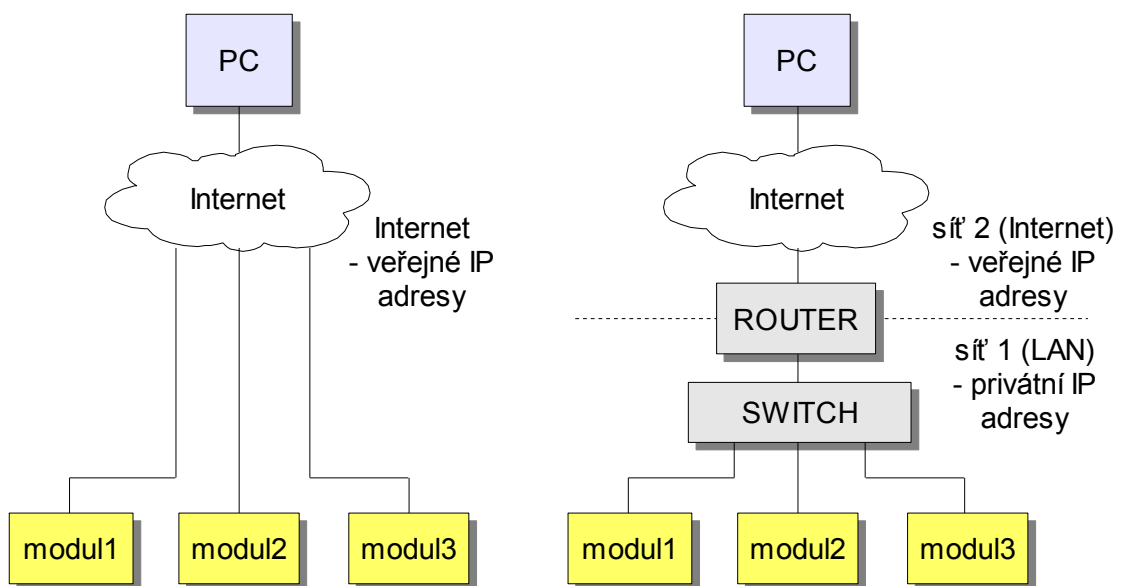 PC
Internet
Internet
- veřejné IP
adresy
modul1
modul2
modul3
PC
Internet
síť 2 (Internet)
- veřejné IP
adresy
ROUTER
síť 1 (LAN)
- privátní IP
adresy
SWITCH
modul1
modul2
modul3